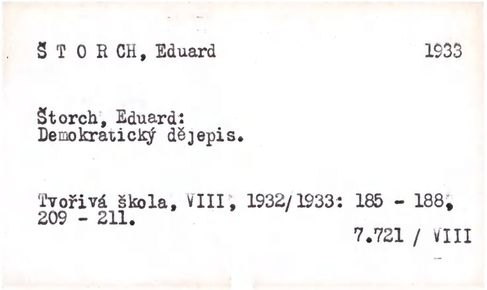 Š T O R CH, Eduard 1933
Štorch, Eduard:
Demokratický dějepis.
Tvořivá škola, VIII, 1932/1933: 185 - 188,
209 - 211.
7.721 / VIII